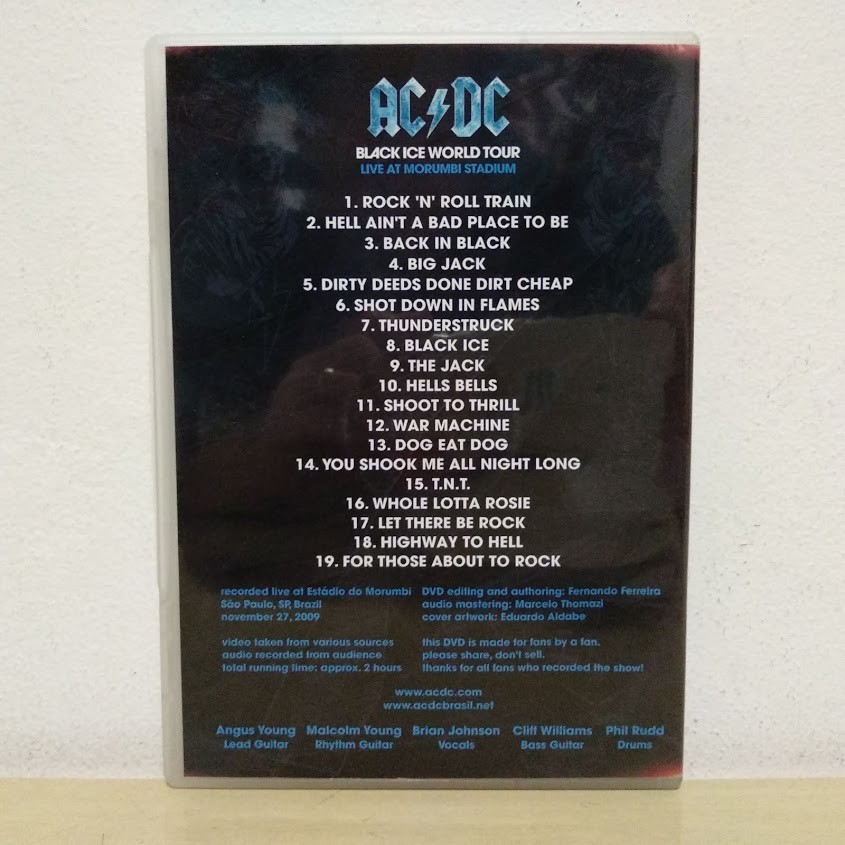 AC⚡DC
BLACK ICE WORLD TOUR
LIVE AT MORUMBI STADIUM
1. ROCK 'N' ROLL TRAIN
2. HELL AIN'T A BAD PLACE TO BE
3. BACK IN BLACK
4. BIG JACK
5. DIRTY DEEDS DONE DIRT CHEAP
6. SHOT DOWN IN FLAMES
7. THUNDERSTRUCK
8. BLACK ICE
9. THE JACK
10. HELLS BELLS
11. SHOOT TO THRILL
12. WAR MACHINE
13. DOG EAT DOG
14. YOU SHOOK ME ALL NIGHT LONG
15. T.N.T.
16. WHOLE LOTTA ROSIE
17. LET THERE BE ROCK
18. HIGHWAY TO HELL
19. FOR THOSE ABOUT TO ROCK
recorded live at Estádio do Morumbi
São Paulo, SP, Brazil
november 27, 2009
video taken from various sources
audio recorded from audience
total running time: approx. 2 hours
DVD editing and authoring: Fernando Ferreira
audio mastering: Marcelo Thomazi
cover artwork: Eduardo Aldabe
this DVD is made for fans by a fan.
please share, don't sell.
thanks for all fans who recorded the show!
www.acdc.com
www.acdcbrasil.net
Angus Young Malcolm Young Brian Johnson Cliff Williams Phil Rudd
Lead Guitar Rhythm Guitar Vocals Bass Guitar Drums